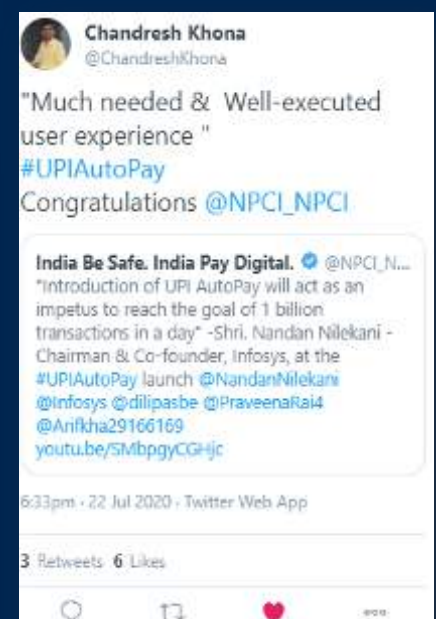 Chandresh Khona
@ChandreshKhona
"Much needed & Well-executed
user experience "
#UPIAutoPay
Congratulations @NPCI_NPCI
India Be Safe. India Pay Digital. @NPCI_N...
"Introduction of UPI AutoPay will act as an
impetus to reach the goal of 1 billion
transactions in a day" -Shri. Nandan Nilekani -
Chairman & Co-founder, Infosys, at the
#UPIAutoPay launch @NandanNilekani
@Infosys @dilipasbe @PraveenaRai4
@Arifkha29166169
youtu.be/SMbpgyCGHjc
6:33pm · 22 Jul 2020 · Twitter Web App
3 Retweets 6 Likes